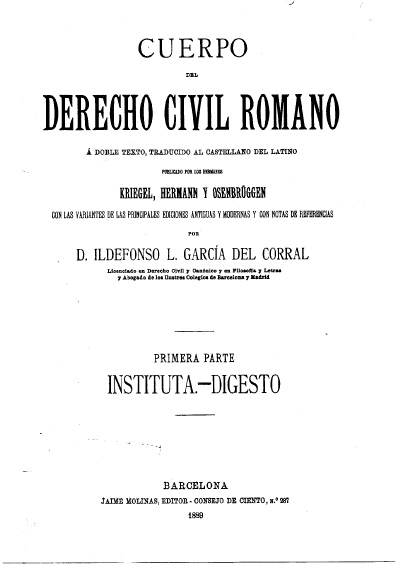 CUERPO
DEL
DERECHO CIVIL ROMANO
Á DOBLE TEXTO, TRADUCIDO AL CASTELLANO DEL LATINO
PUBLICADO POR LOS HERMANOS
KRIEGEL, HERMANN Y OSENBRÜGGEN
CON LAS VARIANTES DE LAS PRINCIPALES EDICIONES ANTIGUAS Y MODERNAS Y CON NOTAS DE REFERENCIAS
POR
D. ILDEFONSO L. GARCÍA DEL CORRAL
Licenciado en Derecho Civil y Canónico y en Filosofía y Letras
y Abogado de los Ilustres Colegios de Barcelona y Madrid
PRIMERA PARTE
INSTITUTA.—DIGESTO
BARCELONA
JAIME MOLINAS, EDITOR - CONSEJO DE CIENTO, N.º 287
1889